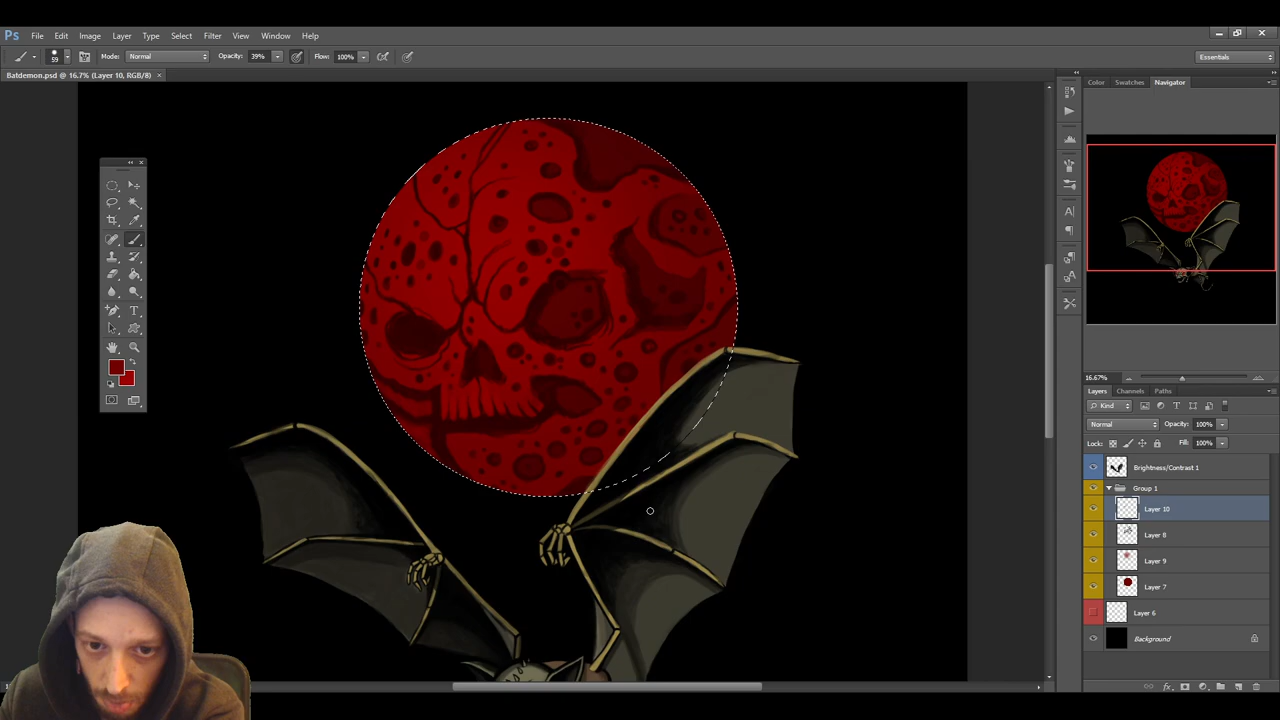 Ps File Edit Image Layer Type Select Filter View Window Help
59 Mode: Normal Opacity: 39% Flow: 100% Essentials
Batdemon.psd @ 16.7% (Layer 10, RGB/8) ×
Color Swatches Navigator
16.67%
Layers Channels Paths
Kind
Normal Opacity: 100%
Lock: Fill: 100%
Brightness/Contrast 1
Group 1
Layer 10
Layer 8
Layer 9
Layer 7
Layer 6
Background